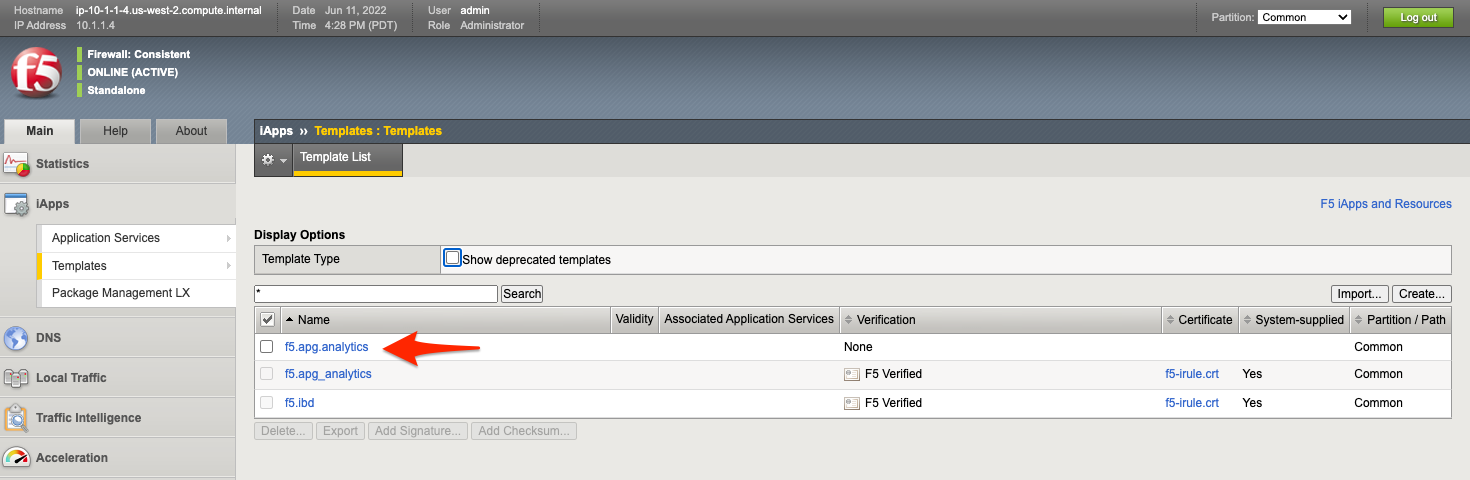 Hostname ip-10-1-1-4.us-west-2.compute.internal Date Jun 11, 2022 User admin
IP Address 10.1.1.4 Time 4:28 PM (PDT) Role Administrator
Partition: Common Log out
f5
Firewall: Consistent
ONLINE (ACTIVE)
Standalone
Main Help About
iApps ›› Templates : Templates
Template List
Statistics
iApps
Application Services
Templates
Package Management LX
DNS
Local Traffic
Traffic Intelligence
Acceleration
F5 iApps and Resources
Display Options
Template Type Show deprecated templates
* Search Import... Create...
Name Validity Associated Application Services Verification Certificate System-supplied Partition / Path
f5.apg.analytics None Common
f5.apg_analytics F5 Verified f5-irule.crt Yes Common
f5.ibd F5 Verified f5-irule.crt Yes Common
Delete... Export Add Signature... Add Checksum...